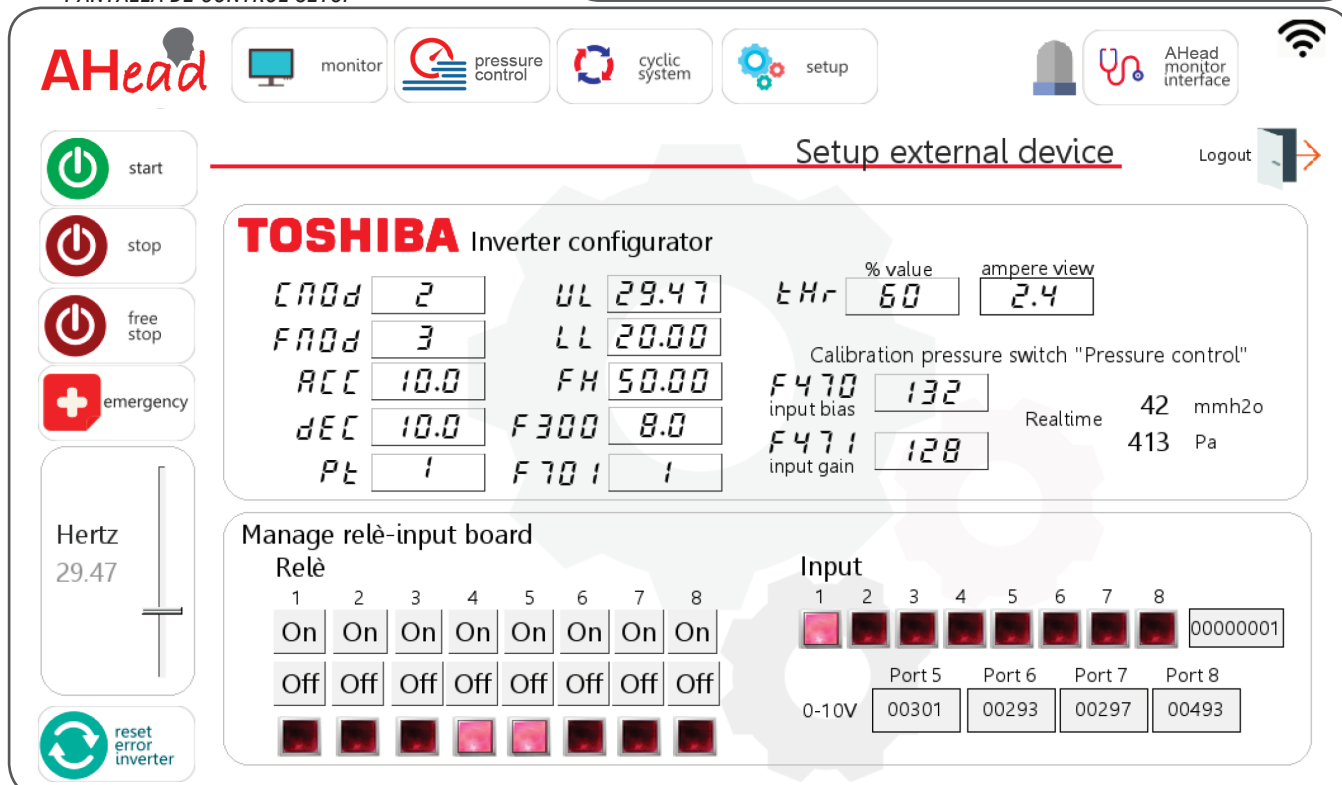 PANTALLA DE CONTROL SETUP
AHead
monitor
pressure
control
cyclic
system
setup
AHead
monitor
interface
start
Setup external device
Logout
stop
free
stop
emergency
TOSHIBA Inverter configurator
CMOd 2
FMOd 3
ACC 10.0
dEC 10.0
Pt 1
UL 29.47
LL 20.00
FH 50.00
F300 8.0
F701 1
% value
ampere view
tHr 60 2.4
Calibration pressure switch "Pressure control"
F470 132
input bias
F471 128
input gain
Realtime
42 mmh2o
413 Pa
Hertz
29.47
reset
error
inverter
Manage relè-input board
Relè
1 2 3 4 5 6 7 8
On On On On On On On On
Off Off Off Off Off Off Off Off
Input
1 2 3 4 5 6 7 8
00000001
Port 5 Port 6 Port 7 Port 8
0-10V 00301 00293 00297 00493